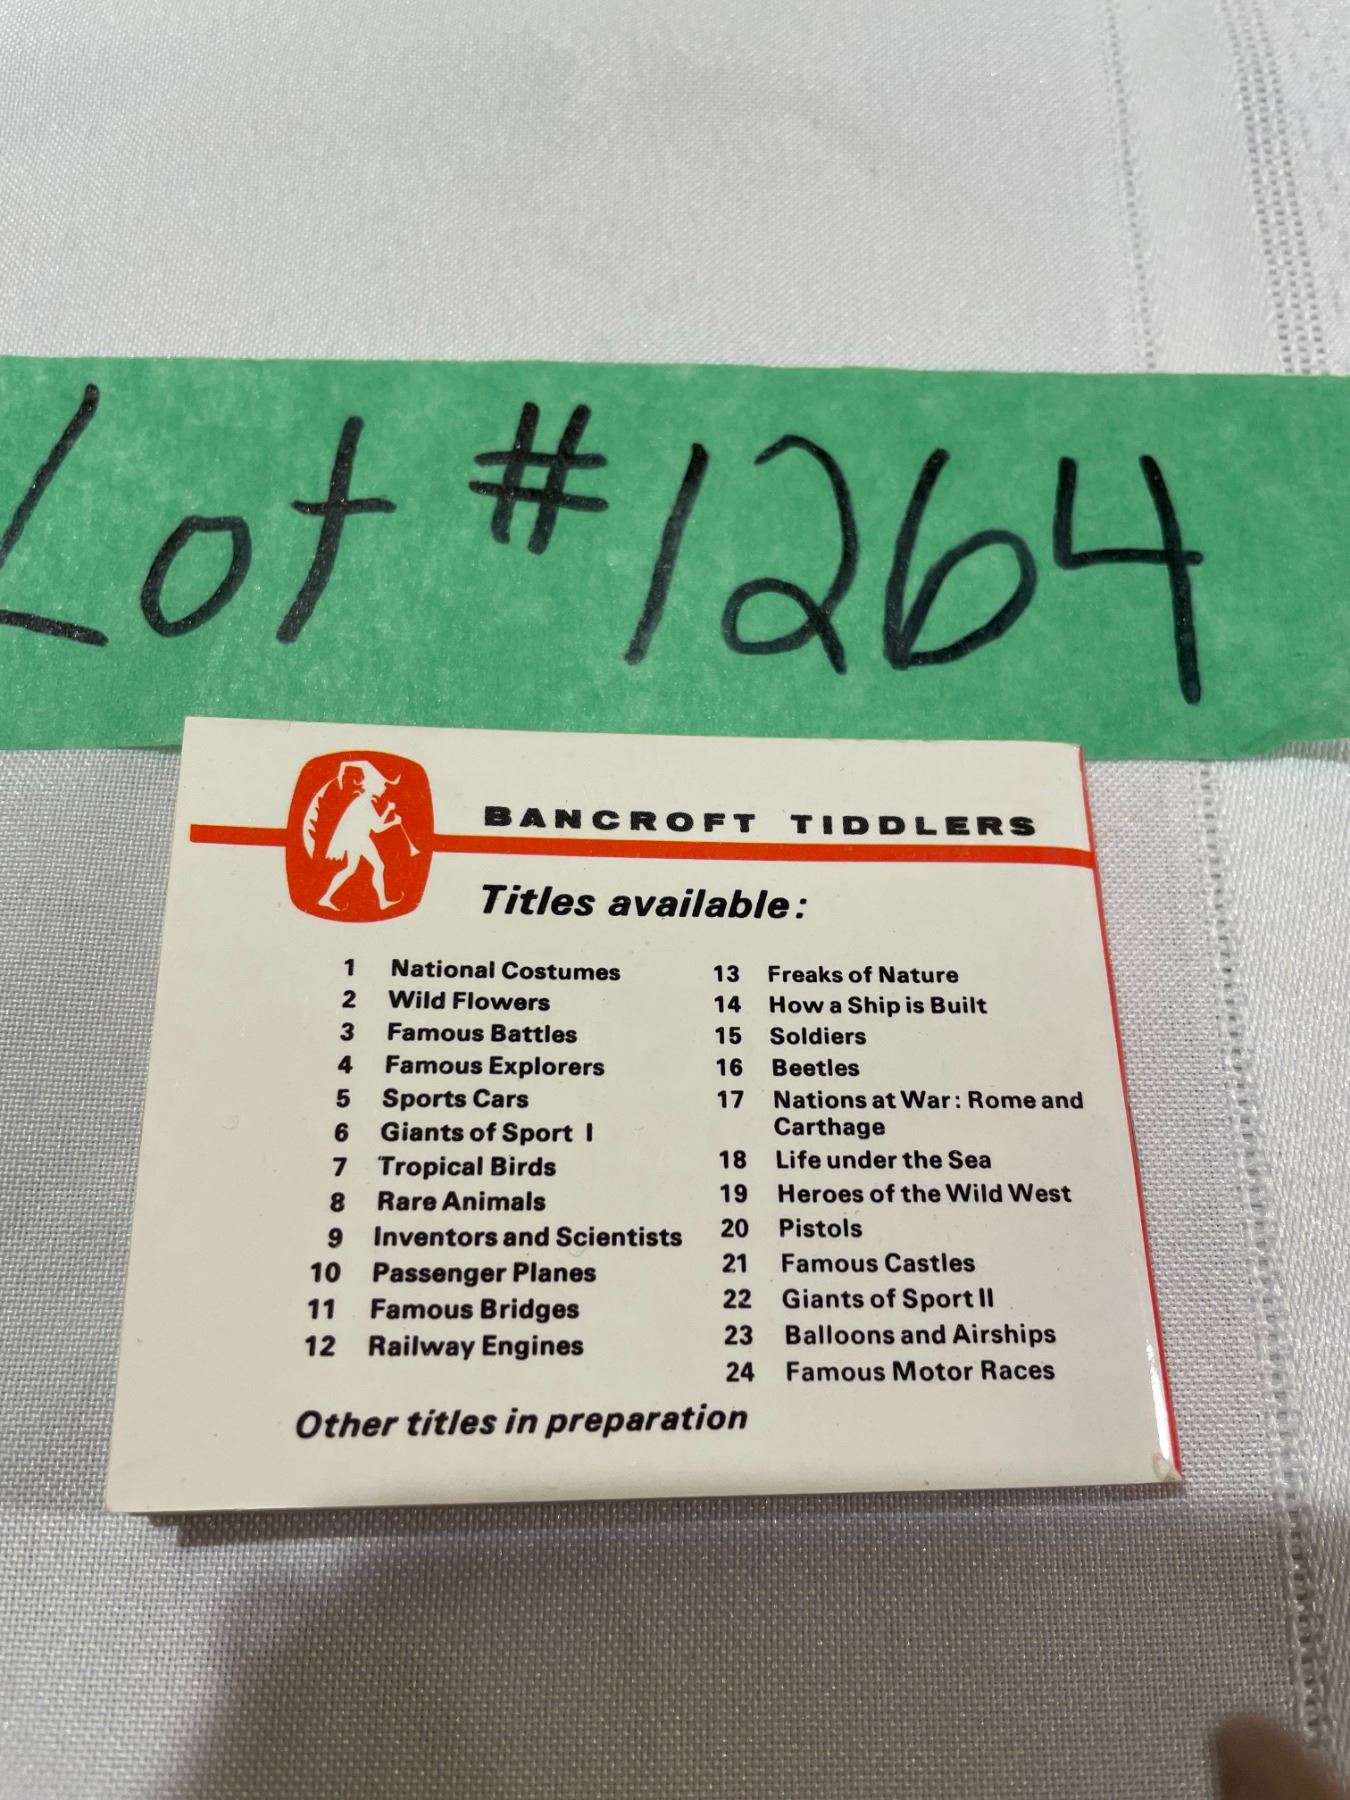 Lot #1264
BANCROFT TIDDLERS
Titles available:
1 National Costumes
2 Wild Flowers
3 Famous Battles
4 Famous Explorers
5 Sports Cars
6 Giants of Sport I
7 Tropical Birds
8 Rare Animals
9 Inventors and Scientists
10 Passenger Planes
11 Famous Bridges
12 Railway Engines
13 Freaks of Nature
14 How a Ship is Built
15 Soldiers
16 Beetles
17 Nations at War: Rome and
Carthage
18 Life under the Sea
19 Heroes of the Wild West
20 Pistols
21 Famous Castles
22 Giants of Sport II
23 Balloons and Airships
24 Famous Motor Races
Other titles in preparation